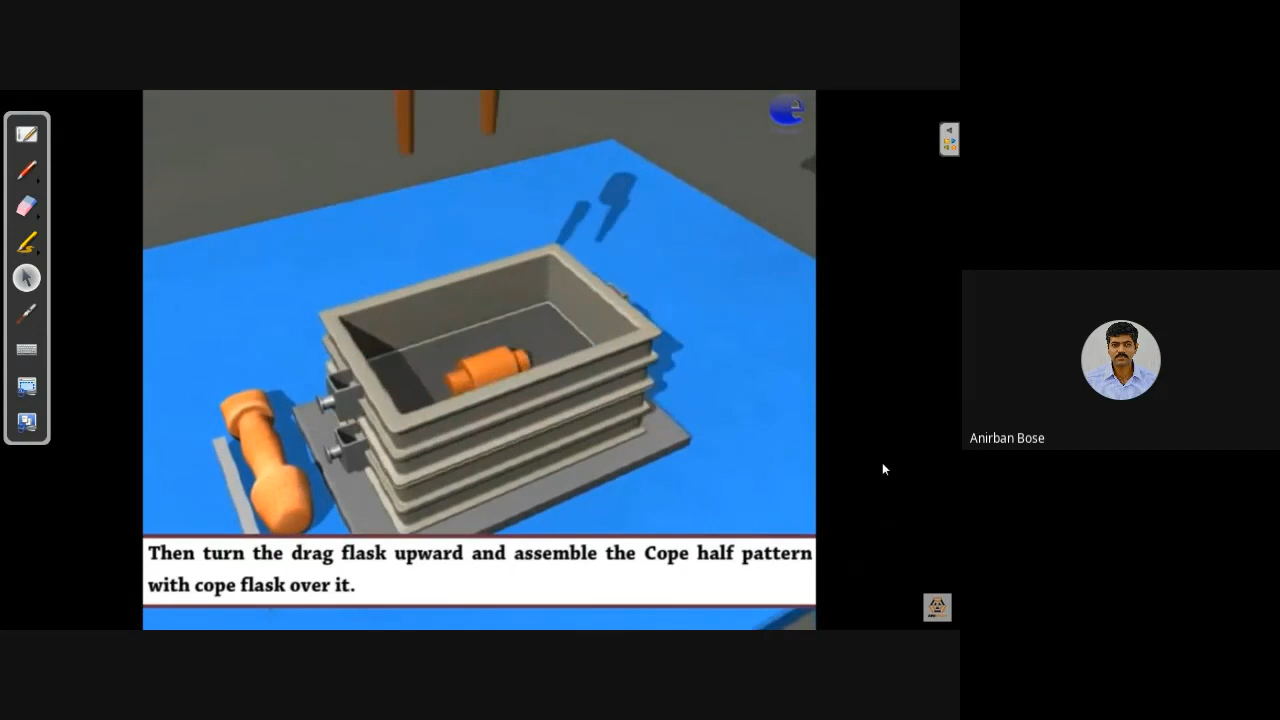 Then turn the drag flask upward and assemble the Cope half pattern
with cope flask over it.
Anirban Bose